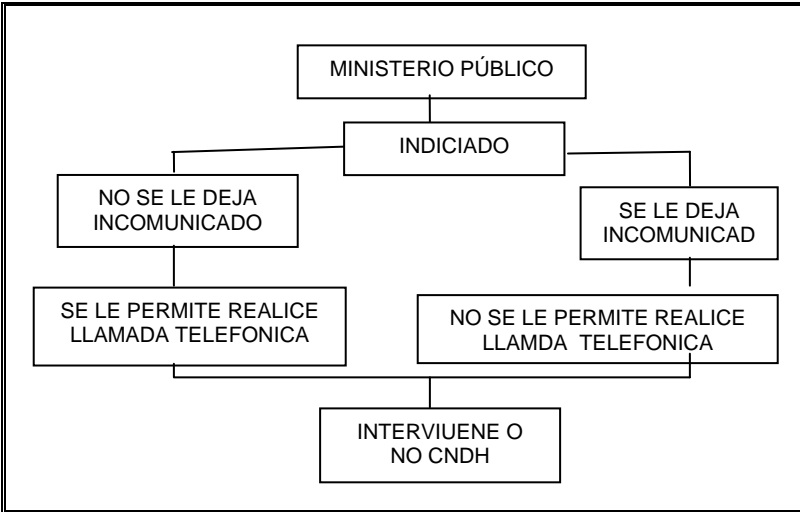 MINISTERIO PÚBLICO
INDICIADO
NO SE LE DEJA
INCOMUNICADO
SE LE DEJA
INCOMUNICAD
SE LE PERMITE REALICE
LLAMADA TELEFONICA
NO SE LE PERMITE REALICE
LLAMDA TELEFONICA
INTERVIUENE O
NO CNDH